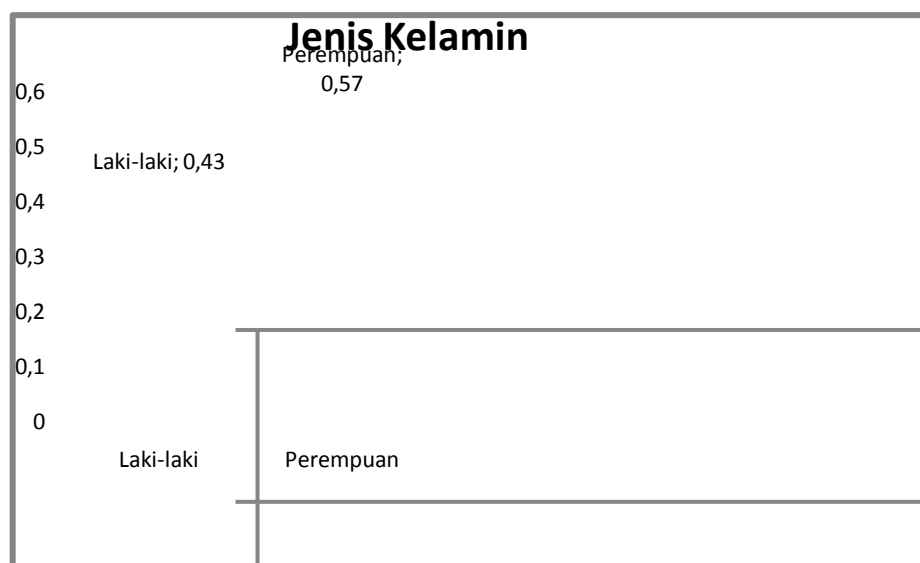 Jenis Kelamin
Perempuan;
0,57
0,6
0,5
Laki-laki; 0,43
0,4
0,3
0,2
0,1
0
Laki-laki
Perempuan